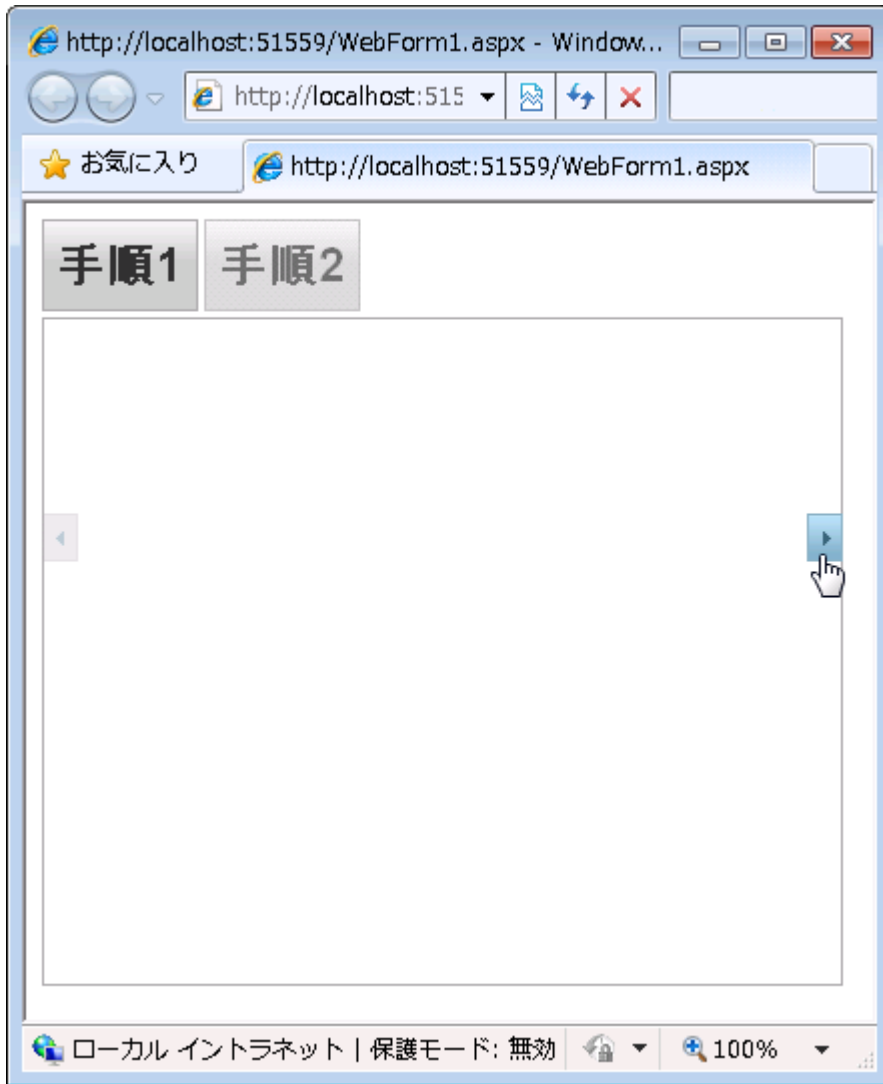 http://localhost:51559/WebForm1.aspx - Window...
http://localhost:515
お気に入り http://localhost:51559/WebForm1.aspx
手順1 手順2
ローカル イントラネット | 保護モード: 無効 100%